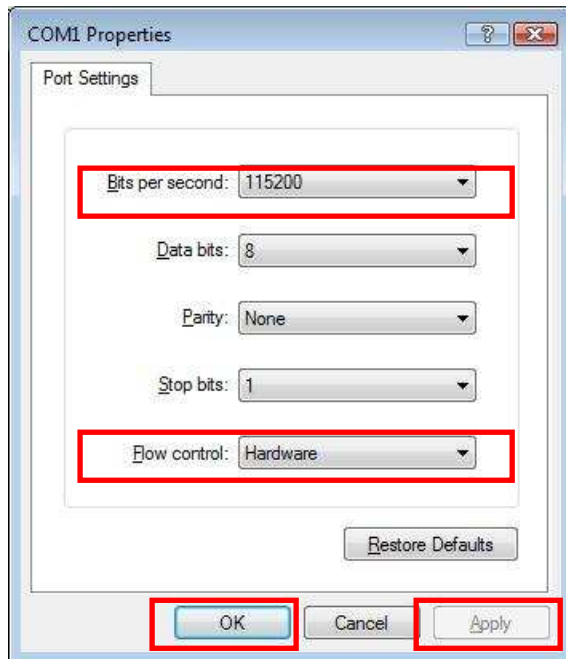 COM1 Properties
Port Settings
Bits per second: 115200
Data bits: 8
Parity: None
Stop bits: 1
Flow control: Hardware
Restore Defaults
OK Cancel Apply